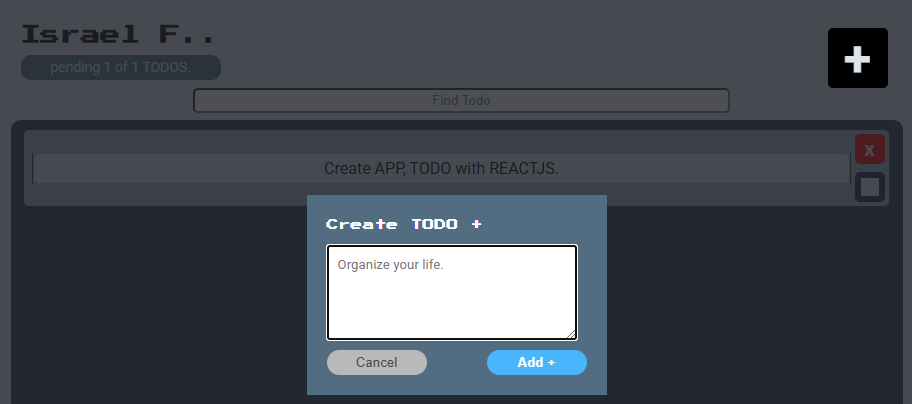 Israel F..
pending 1 of 1 TODOS.
+
Find Todo
Create APP, TODO with REACTJS.
x
Create TODO +
Organize your life.
Cancel
Add +